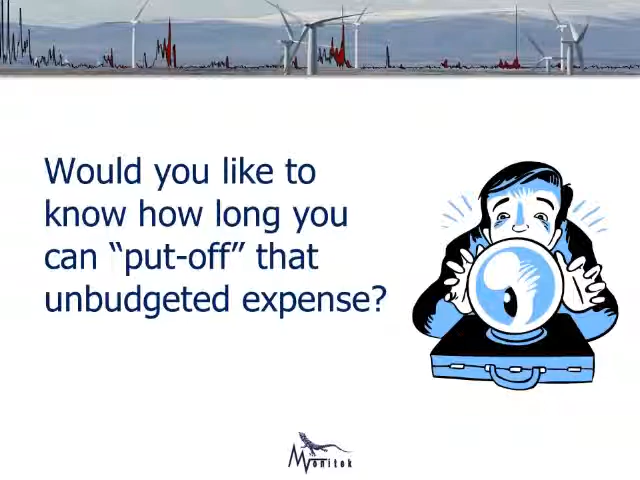 Would you like to
know how long you
can “put-off” that
unbudgeted expense?
Monitek